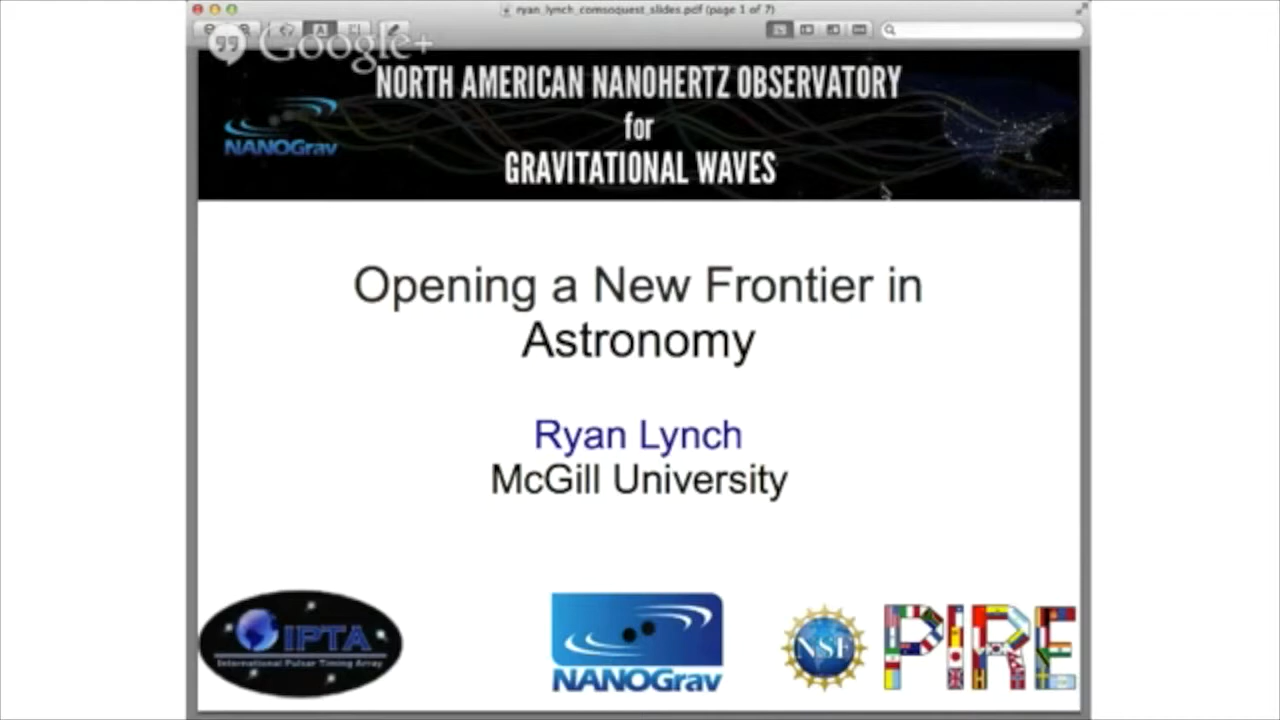 ryan_lynch_comsoquest_slides.pdf (page 1 of 7)
Google+
NORTH AMERICAN NANOHERTZ OBSERVATORY
for
GRAVITATIONAL WAVES
NANOGrav
Opening a New Frontier in
Astronomy
Ryan Lynch
McGill University
IPTA
International Pulsar Timing Array
NANOGrav
NSF
PIRE